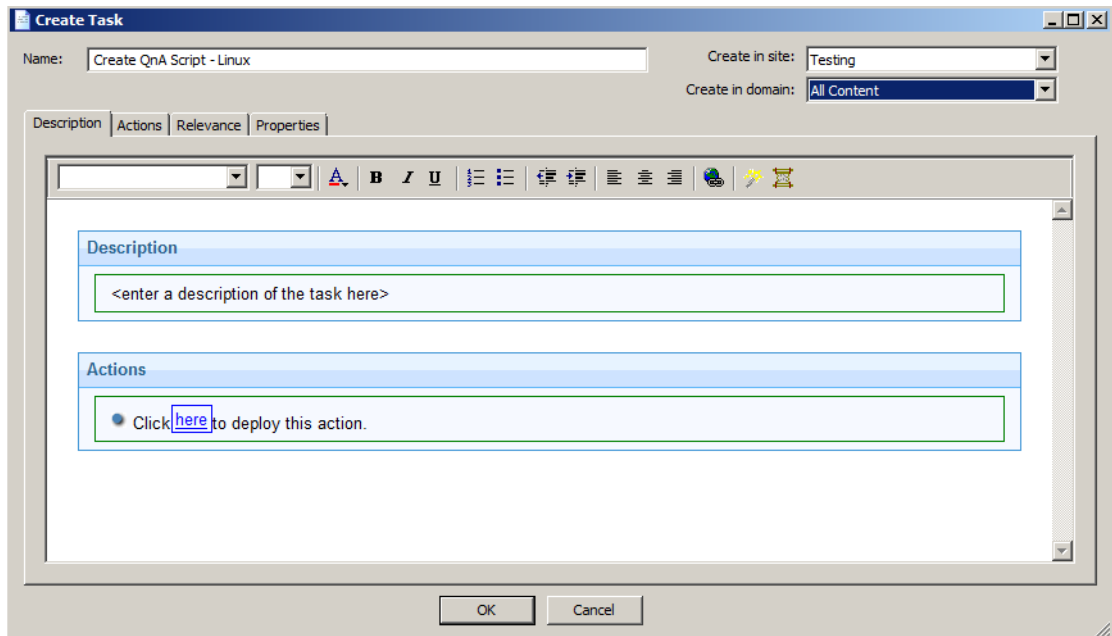 Create Task
Name: Create QnA Script - Linux Create in site: Testing
Create in domain: All Content
Description Actions Relevance Properties
A B I U
Description
<enter a description of the task here>
Actions
Click here to deploy this action.
OK Cancel